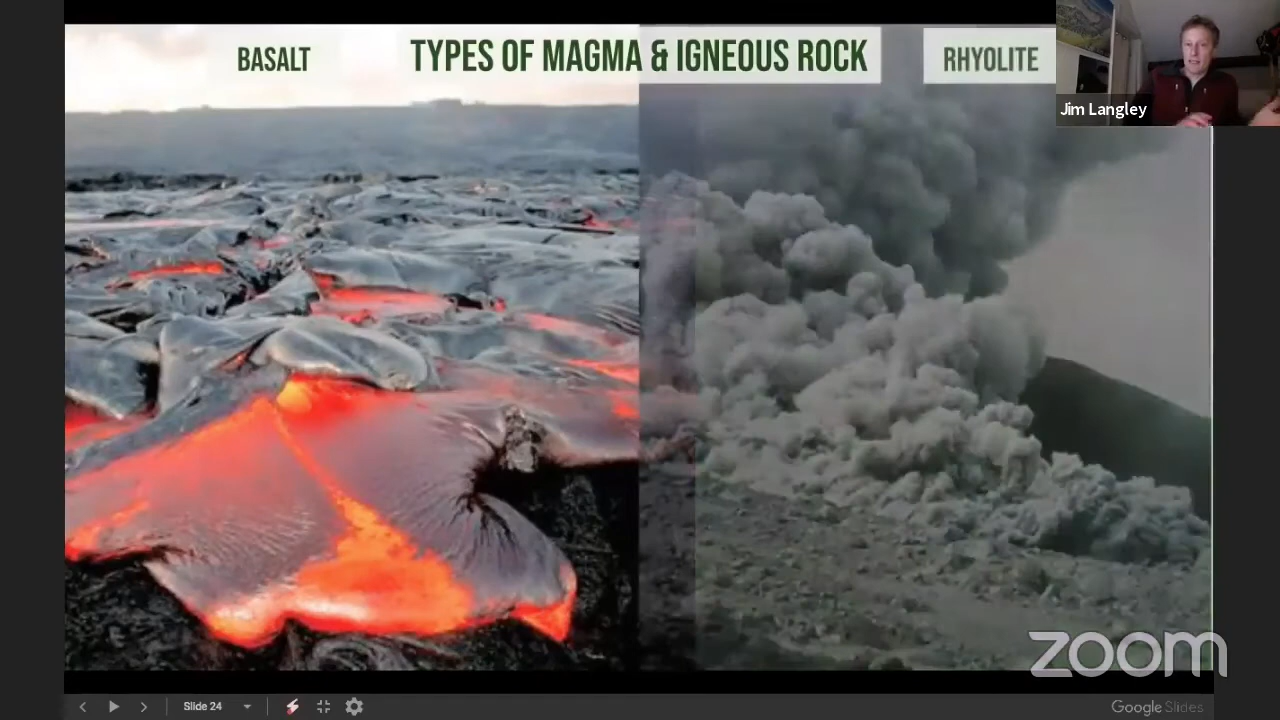 BASALT
TYPES OF MAGMA & IGNEOUS ROCK
RHYOLITE
Jim Langley
zoom
Slide 24
Google Slides